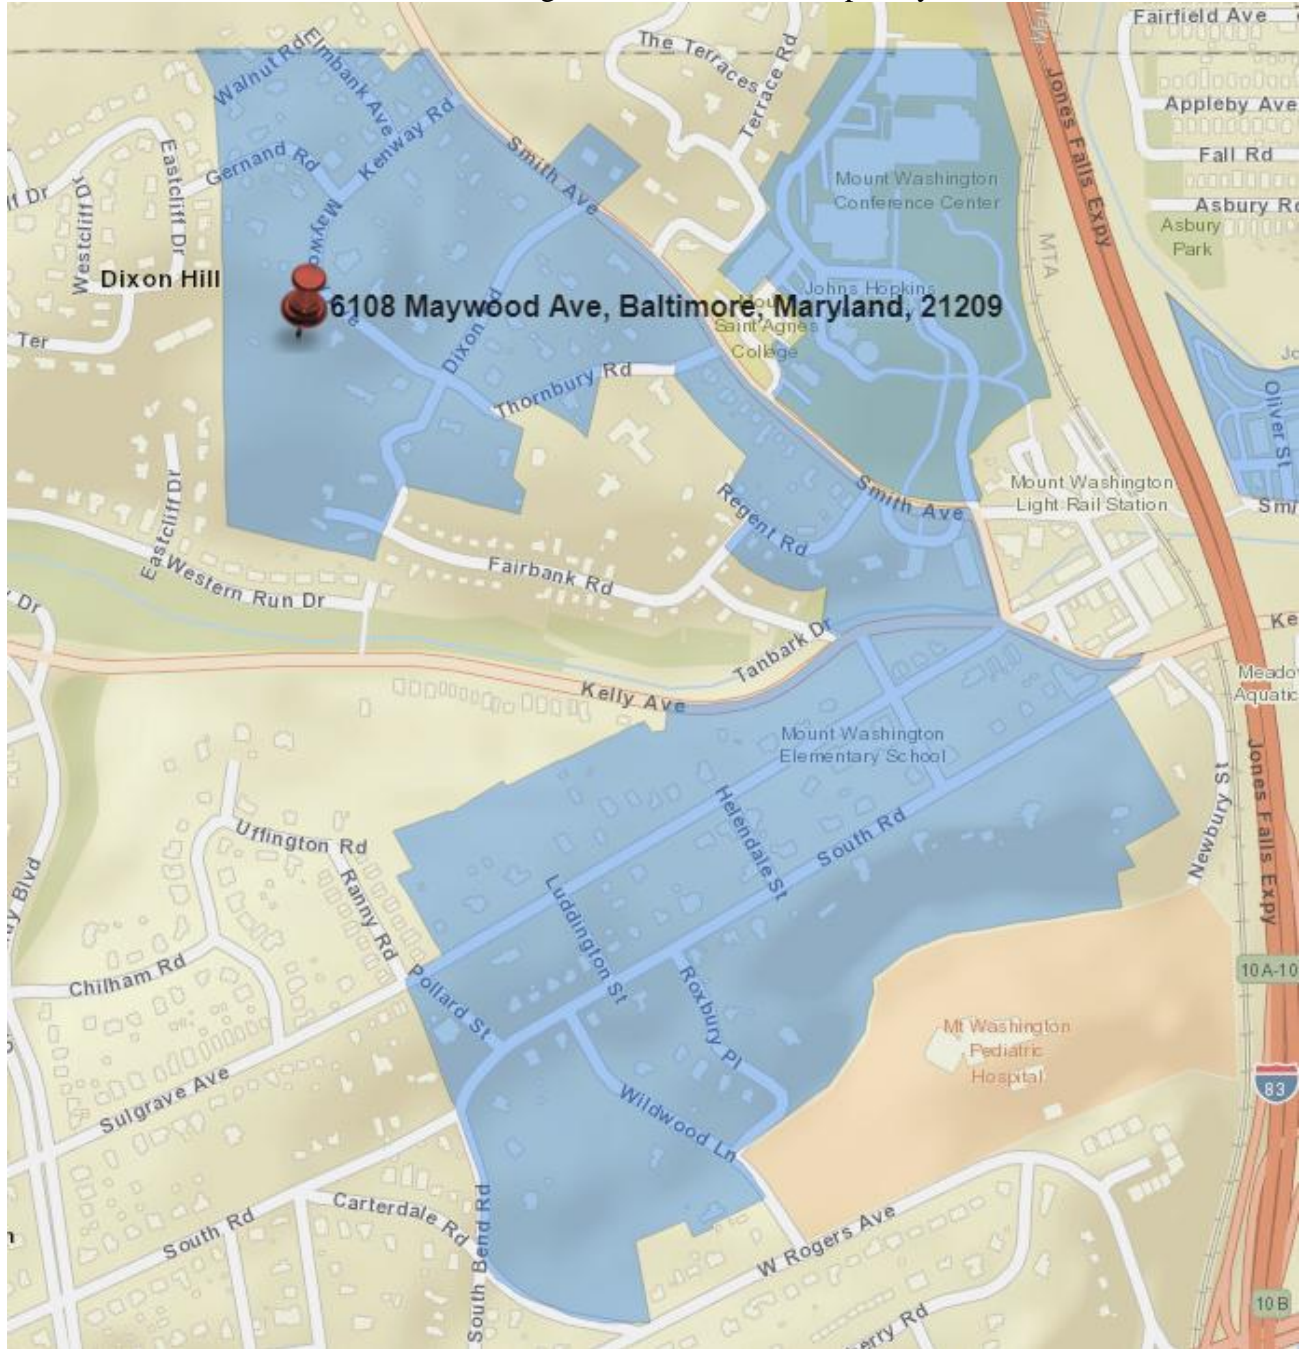 Fairfield Ave
Walnut Rd
Elmbank Ave
The Terraces
Terrace Rd
Jones Falls Expy
Appleby Ave
Kenway Rd
Smith Ave
Eastcliff Dr
Gernand Rd
Fall Rd
Mount Washington
Conference Center
Westcliff Dr
Asbury
Park
MTA
Dixon Hill
6108 Maywood Ave, Baltimore, Maryland, 21209
Johns Hopkins
Saint Agnes
College
Ter
Dixon Rd
Thornbury Rd
Oliver St
Mount Washington
Light Rail Station
Smith Ave
Regent Rd
Eastcliff Dr
Western Run Dr
Fairbank Rd
Tanbark Dr
Kelly Ave
Mount Washington
Elementary School
Jones Falls Expy
Newbury St
Helendale St
South Rd
Uffington Rd
Ranny Rd
Luddington St
Chilham Rd
Pollard St
Roxbury Pl
10A-10
Mt Washington
Pediatric
Hospital
83
Sulgrave Ave
Wildwood Ln
Carterdale Rd
South Rd
South Bend Rd
W Rogers Ave
10B